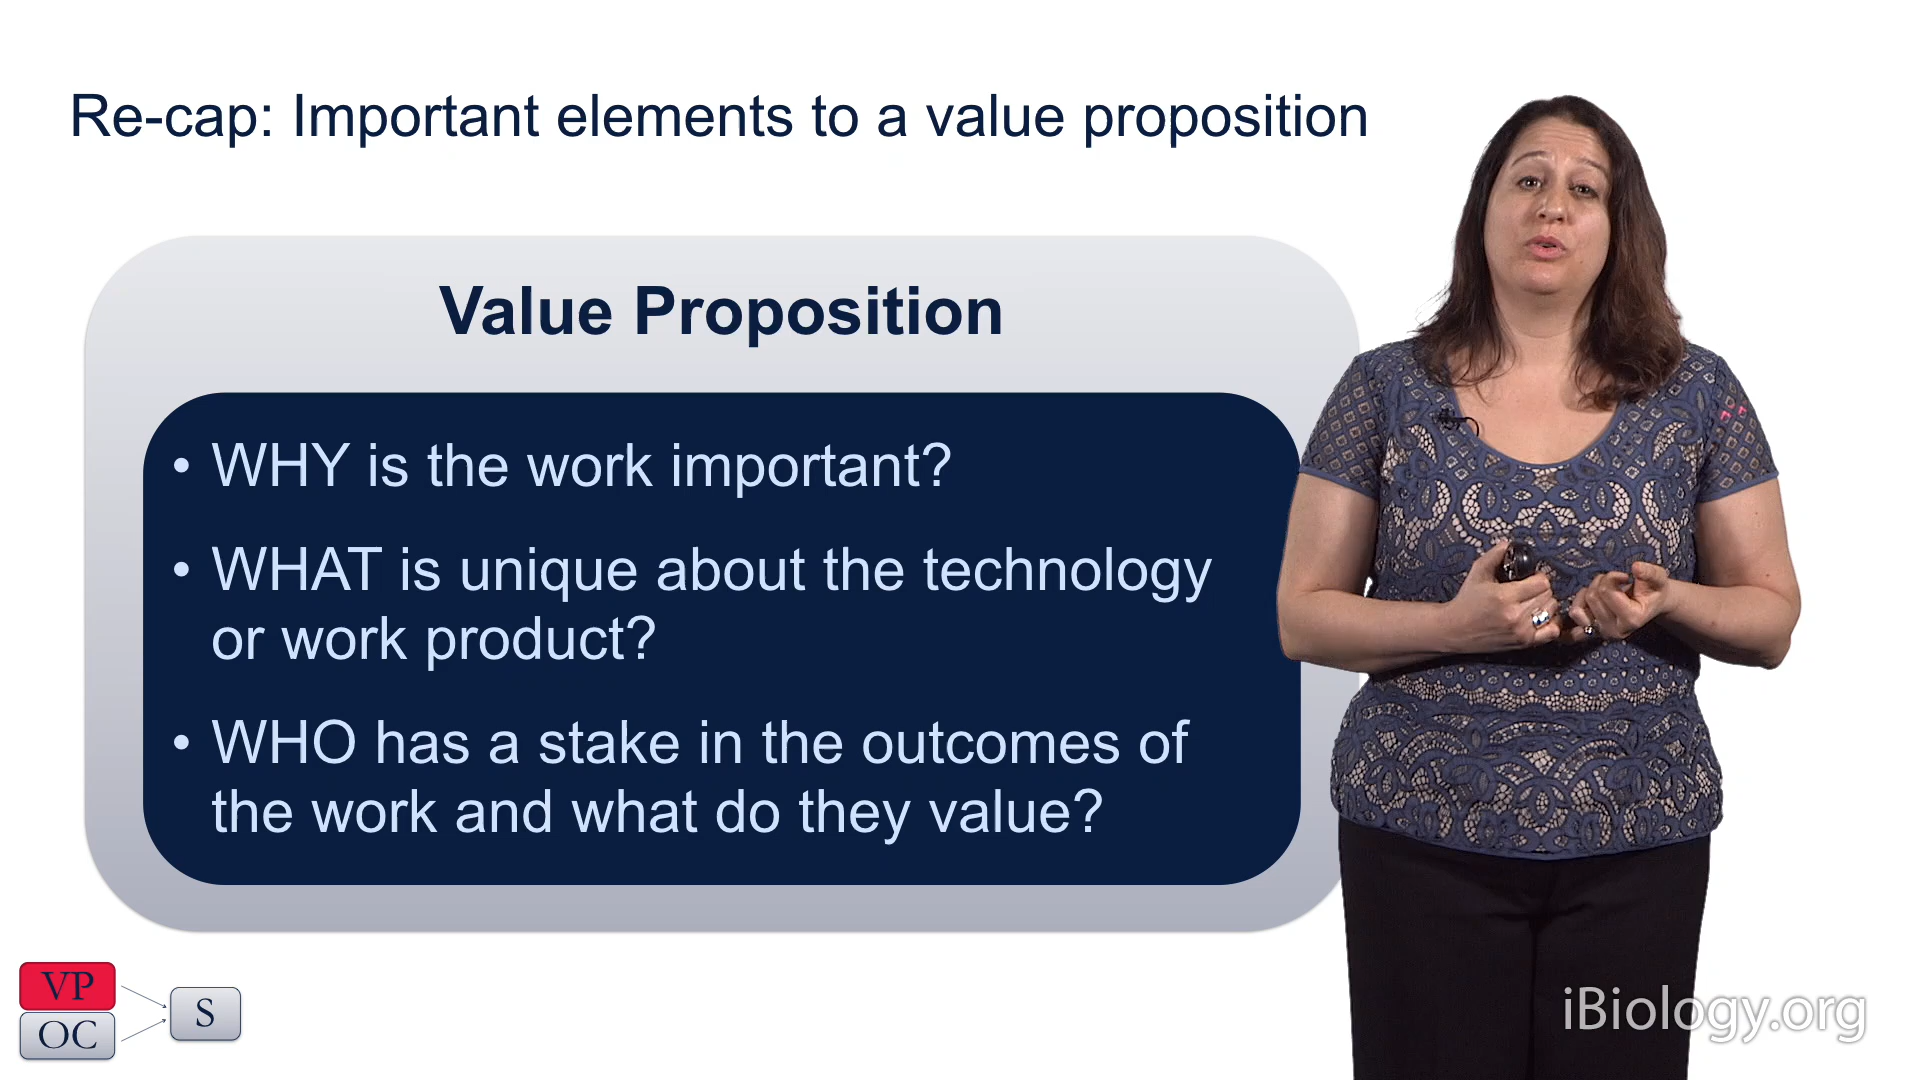 Re-cap: Important elements to a value proposition
Value Proposition
• WHY is the work important?
• WHAT is unique about the technology
or work product?
• WHO has a stake in the outcomes of
the work and what do they value?
VP
OC
S
iBiology.org